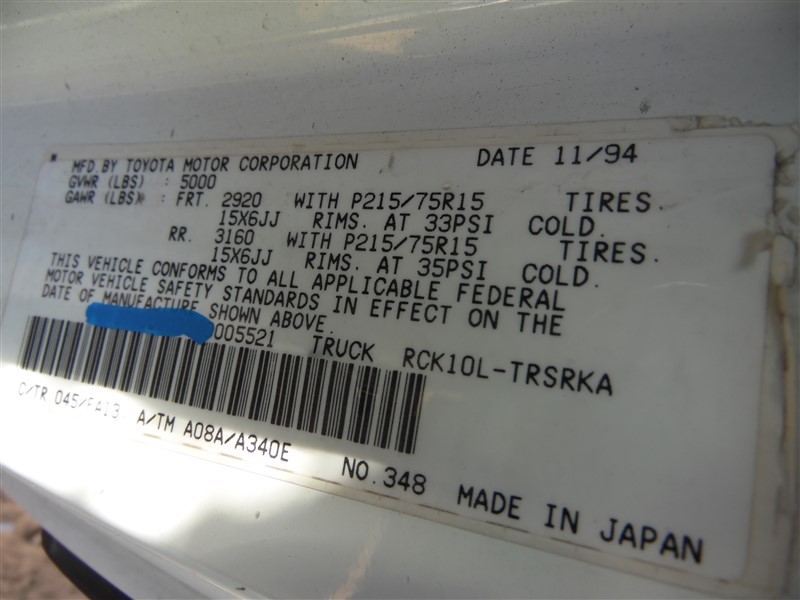 MFD.BY TOYOTA MOTOR CORPORATION DATE 11/94
GVWR (LBS) : 5000
GAWR (LBS) : FRT. 2920 WITH P215/75R15 TIRES.
15X6JJ RIMS. AT 33PSI COLD.
RR. 3160 WITH P215/75R15 TIRES.
15X6JJ RIMS. AT 35PSI COLD.
THIS VEHICLE CONFORMS TO ALL APPLICABLE FEDERAL
MOTOR VEHICLE SAFETY STANDARDS IN EFFECT ON THE
DATE OF MANUFACTURE SHOWN ABOVE.
005521 TRUCK RCK10L-TRSRKA
C/TR 045/FA13 A/TM A08A/A340E
NO.348 MADE IN JAPAN